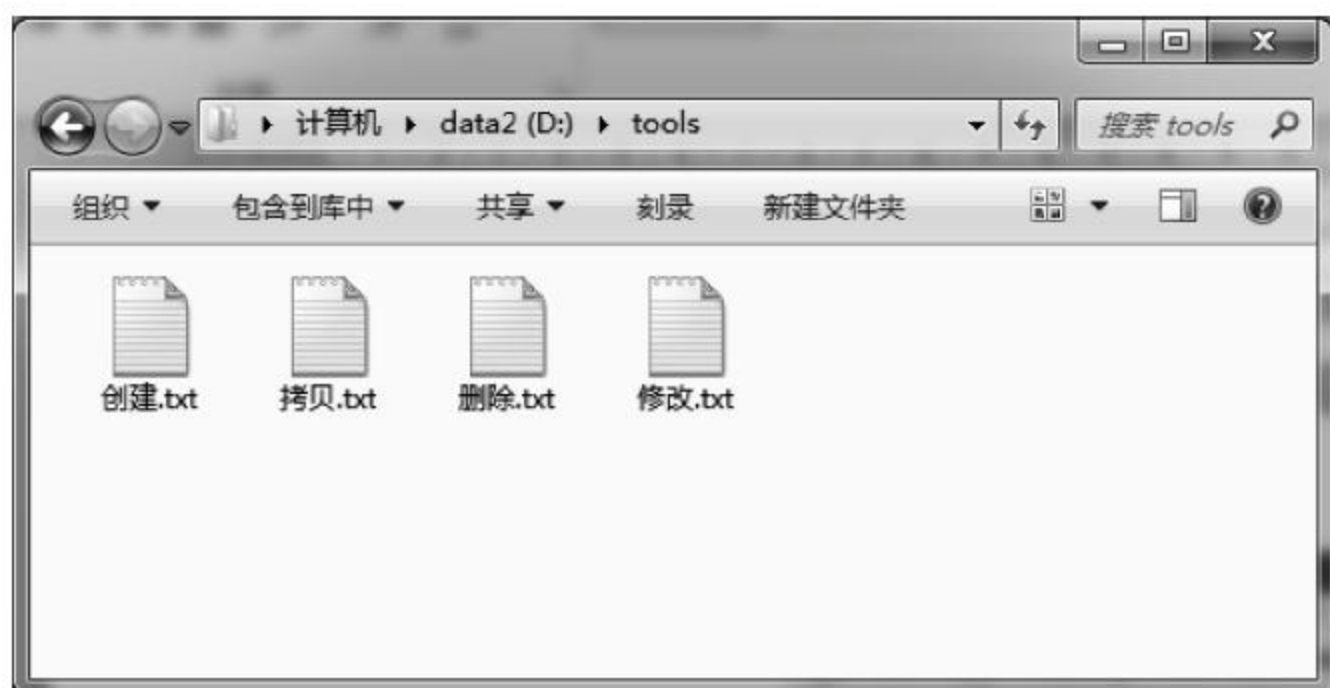 计算机 data2 (D:) tools
搜索 tools
组织 包含到库中 共享 刻录 新建文件夹
创建.txt 拷贝.txt 删除.txt 修改.txt